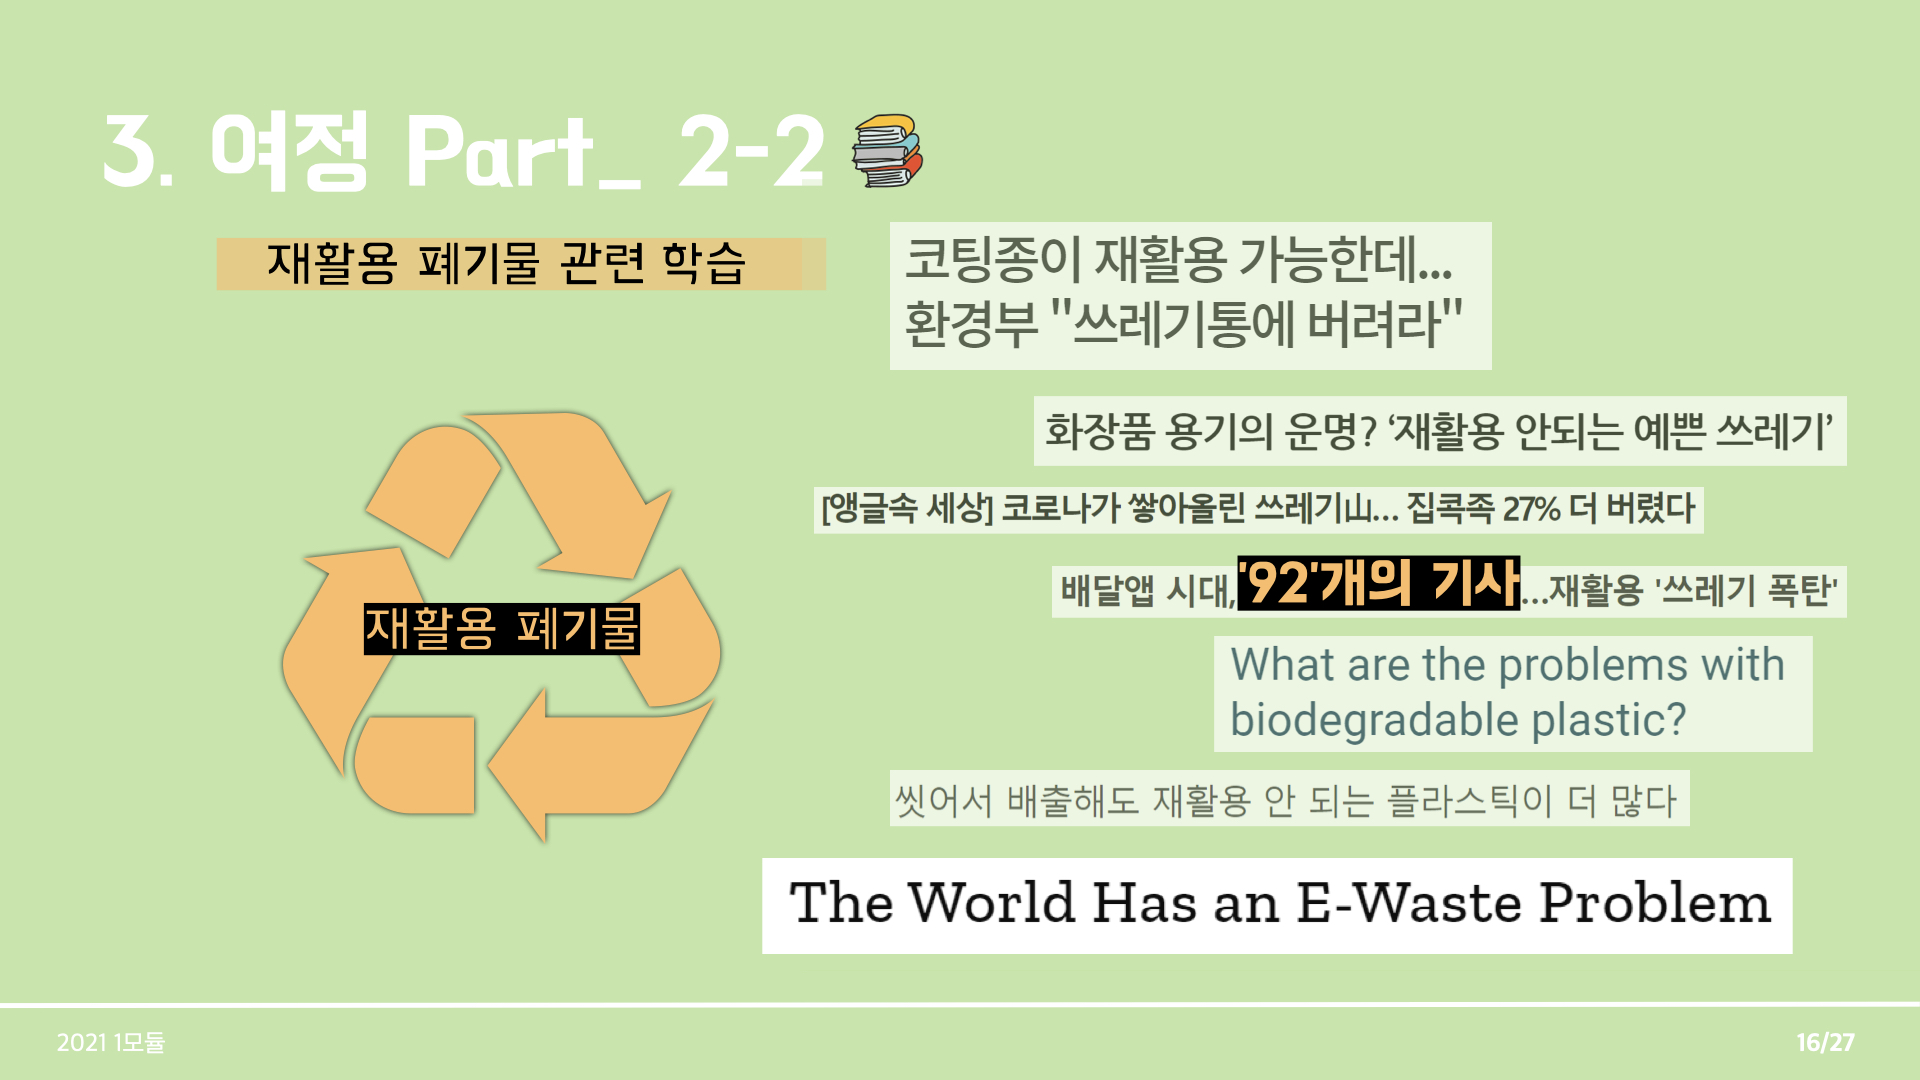 3. 여정 Part_ 2-2
재활용 폐기물 관련 학습
코팅종이 재활용 가능한데...
환경부 "쓰레기통에 버려라"
화장품 용기의 운명? ‘재활용 안되는 예쁜 쓰레기’
[앵글속 세상] 코로나가 쌓아올린 쓰레기山… 집콕족 27% 더 버렸다
배달앱 시대, '92'개의 기사 …재활용 '쓰레기 폭탄'
재활용 폐기물
What are the problems with
biodegradable plastic?
씻어서 배출해도 재활용 안 되는 플라스틱이 더 많다
The World Has an E-Waste Problem
2021 1모듈
16/27